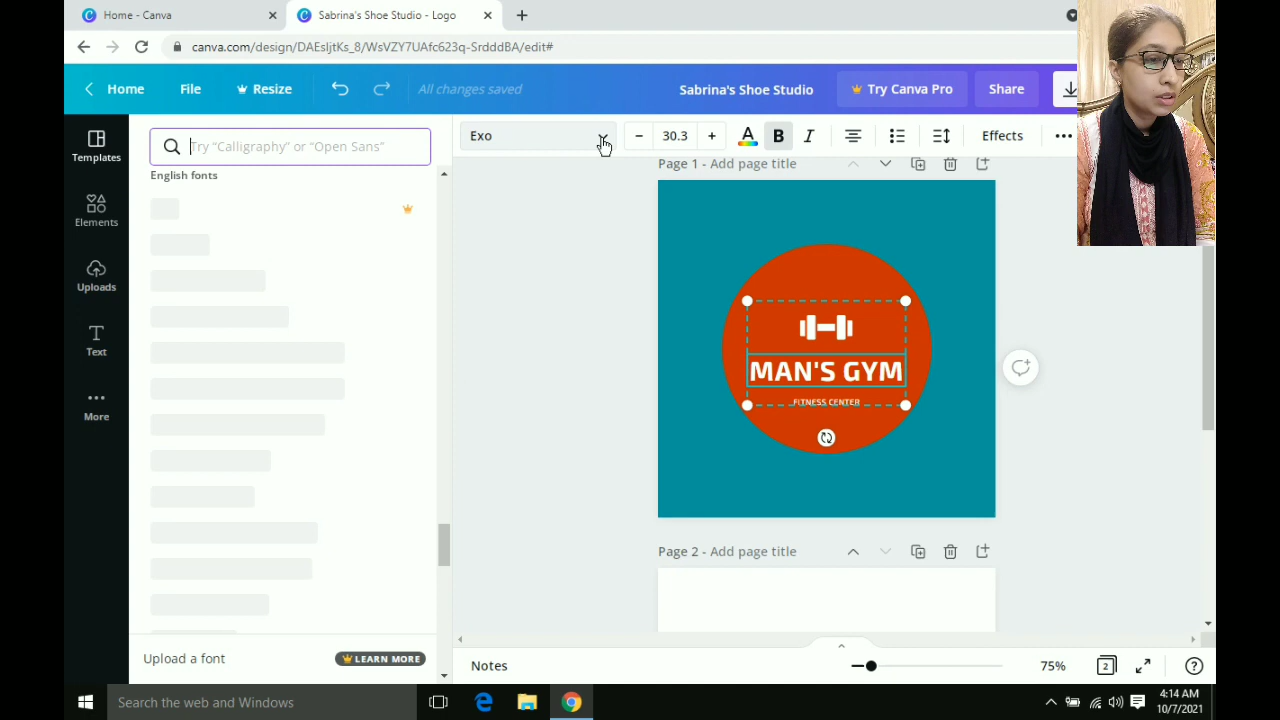 Home - Canva
Sabrina's Shoe Studio - Logo
canva.com/design/DAEsIjtKs_8/WsVZY7UAfc623q-SrdddBA/edit#
Home File Resize All changes saved Sabrina's Shoe Studio Try Canva Pro Share
Templates
Elements
Uploads
Text
More
Try "Calligraphy" or "Open Sans"
English fonts
Upload a font LEARN MORE
Exo 30.3 A B I Effects
Page 1 - Add page title
MAN'S GYM
FITNESS CENTER
Page 2 - Add page title
Notes 75% 2
Search the web and Windows
4:14 AM
10/7/2021